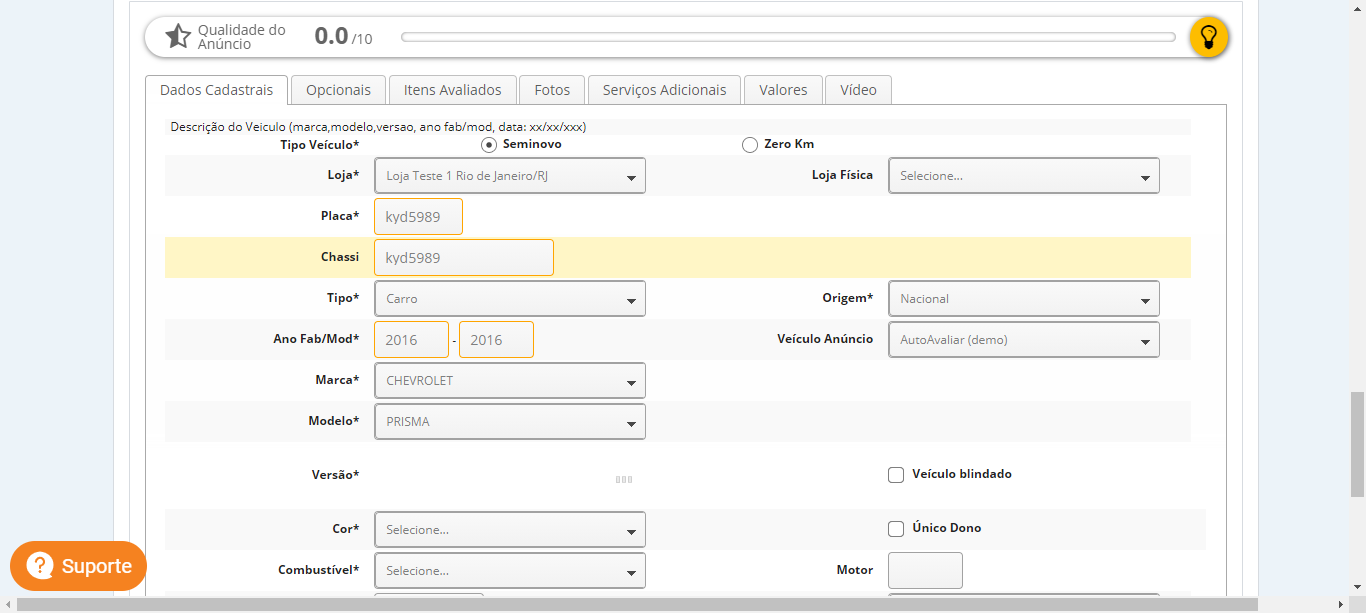 Qualidade do
Anúncio
0.0 /10
Dados Cadastrais Opcionais Itens Avaliados Fotos Serviços Adicionais Valores Vídeo
Descrição do Veiculo (marca,modelo,versao, ano fab/mod, data: xx/xx/xxx)
Tipo Veículo* Seminovo Zero Km
Loja* Loja Teste 1 Rio de Janeiro/RJ Loja Física Selecione...
Placa* kyd5989
Chassi kyd5989
Tipo* Carro Origem* Nacional
Ano Fab/Mod* 2016 - 2016 Veículo Anúncio AutoAvaliar (demo)
Marca* CHEVROLET
Modelo* PRISMA
Versão* Veículo blindado
Cor* Selecione... Único Dono
Combustível* Selecione... Motor
? Suporte